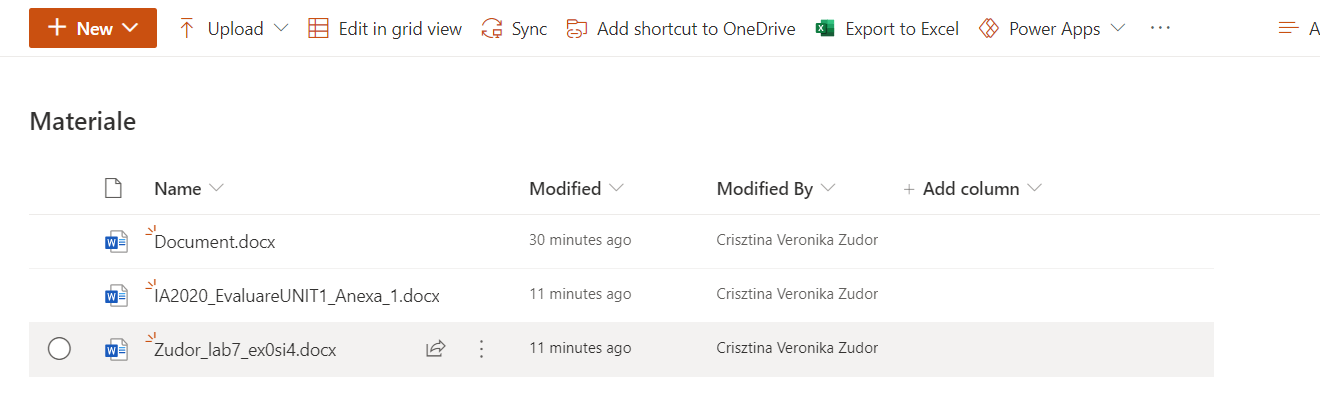 New Upload Edit in grid view Sync Add shortcut to OneDrive Export to Excel Power Apps ··· A
Materiale
Name Modified Modified By + Add column
Document.docx 30 minutes ago Crisztina Veronika Zudor
IA2020_EvaluareUNIT1_Anexa_1.docx 11 minutes ago Crisztina Veronika Zudor
Zudor_lab7_ex0si4.docx 11 minutes ago Crisztina Veronika Zudor